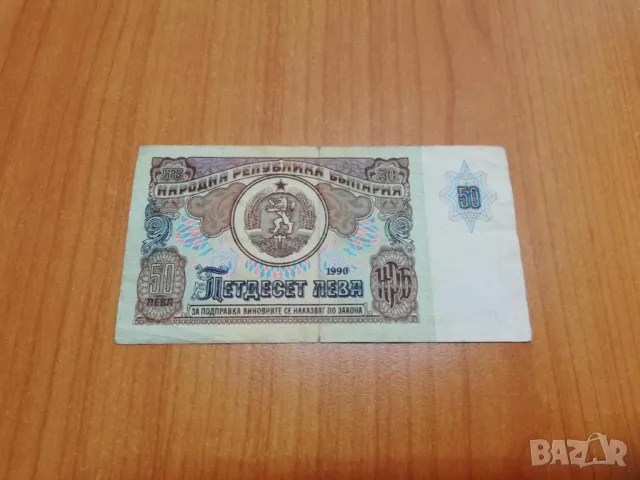 НРБ 50
НАРОДНА РЕПУБЛИКА БЪЛГАРИЯ
50
1990
50 ЛЕВА
ПЕТДЕСЕТ ЛЕВА
НРБ
ЗА ПОДПРАВКА ВИНОВНИТЕ СЕ НАКАЗВАТ ПО ЗАКОНА
BAZAR